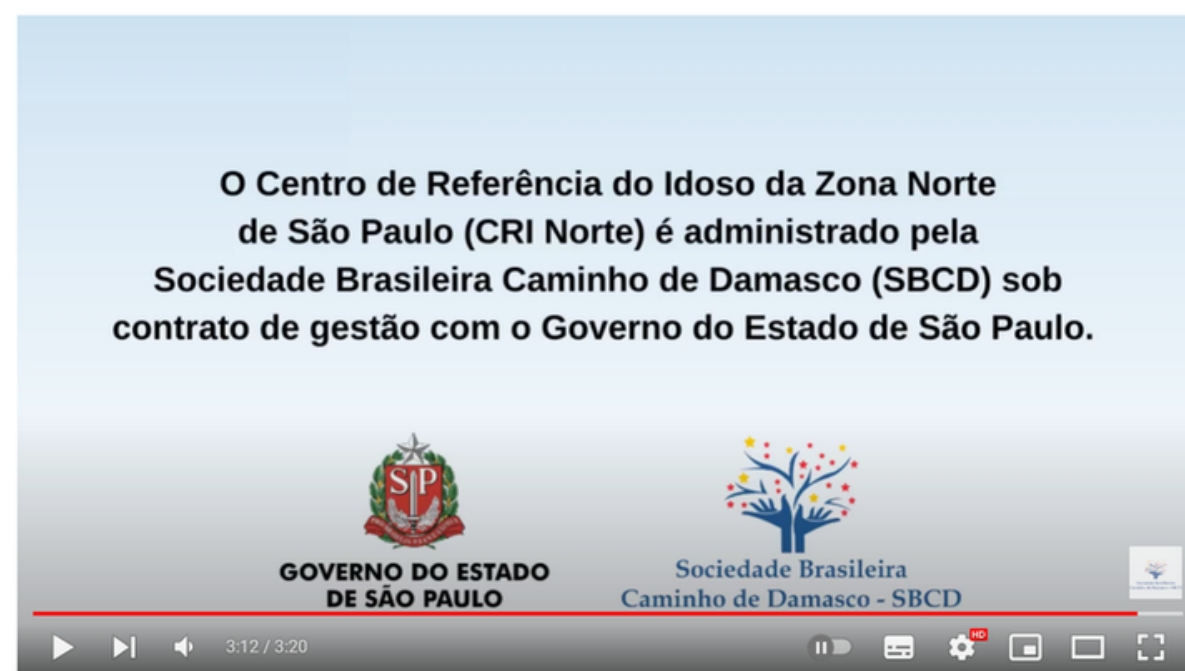 O Centro de Referência do Idoso da Zona Norte
de São Paulo (CRI Norte) é administrado pela
Sociedade Brasileira Caminho de Damasco (SBCD) sob
contrato de gestão com o Governo do Estado de São Paulo.
SP
GOVERNO DO ESTADO
DE SÃO PAULO
Sociedade Brasileira
Caminho de Damasco - SBCD
3:12 / 3:20
HD